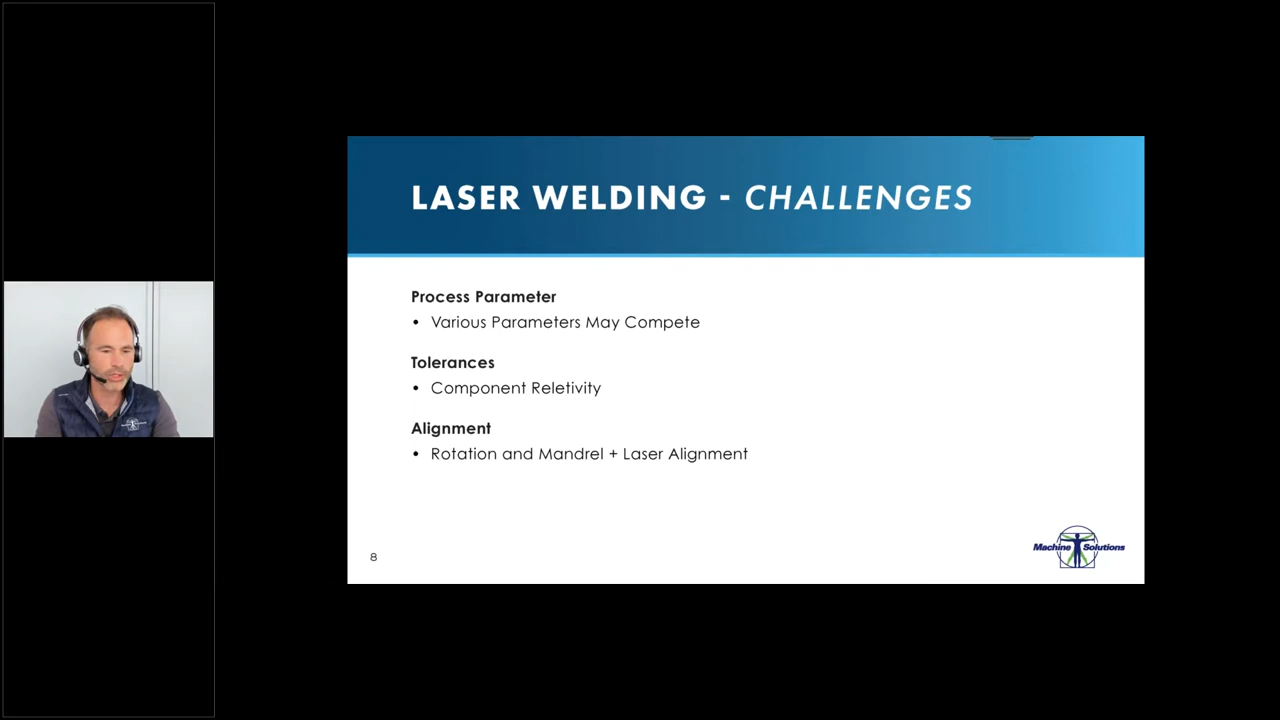 LASER WELDING - CHALLENGES
Process Parameter
• Various Parameters May Compete
Tolerances
• Component Reletivity
Alignment
• Rotation and Mandrel + Laser Alignment
8
Machine Solutions